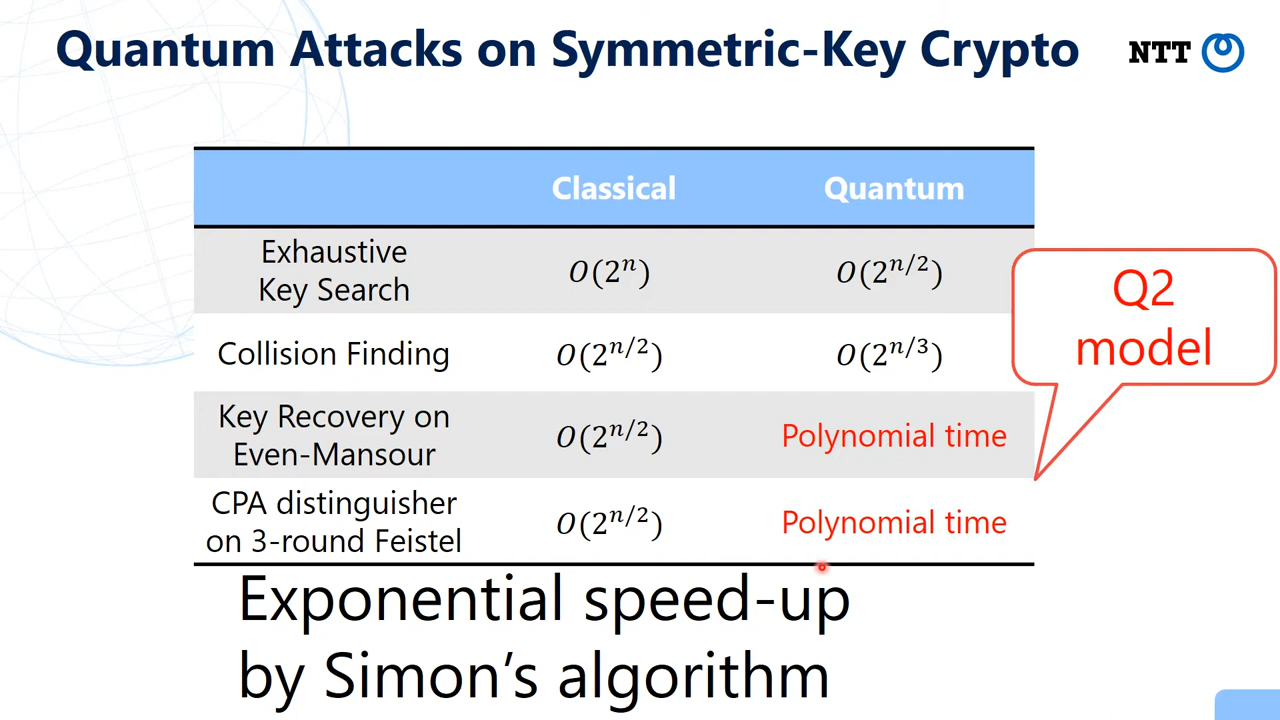 Quantum Attacks on Symmetric-Key Crypto
NTT
Classical Quantum
Exhaustive
Key Search
O(2^n) O(2^{n/2})
Collision Finding O(2^{n/2}) O(2^{n/3})
Key Recovery on
Even-Mansour
O(2^{n/2}) Polynomial time
CPA distinguisher
on 3-round Feistel
O(2^{n/2}) Polynomial time
Q2
model
Exponential speed-up
by Simon's algorithm